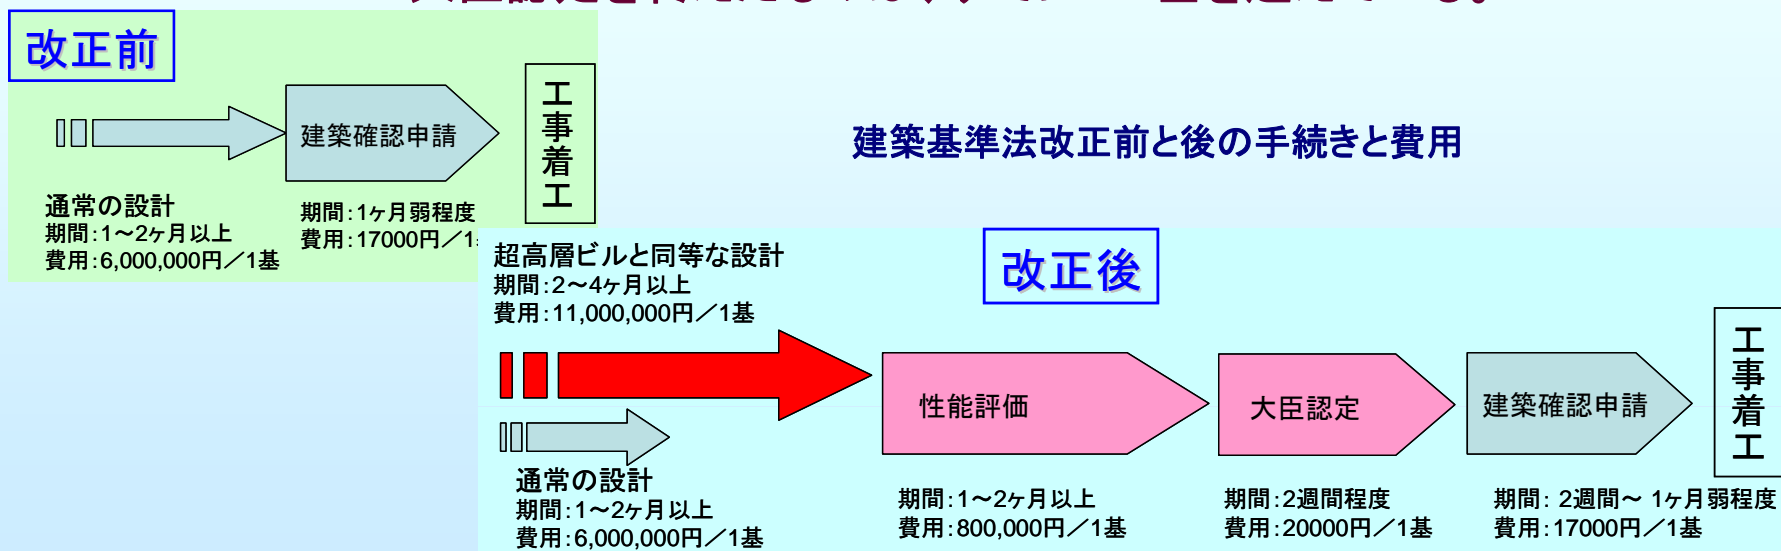 改正前
建築確認申請
工事着工
通常の設計
期間：1～2ヶ月以上
費用：6,000,000円／1基
期間：1ヶ月弱程度
費用：17000円／1
建築基準法改正前と後の手続きと費用
改正後
超高層ビルと同等な設計
期間：2～4ヶ月以上
費用：11,000,000円／1基
通常の設計
期間：1～2ヶ月以上
費用：6,000,000円／1基
性能評価
期間：1～2ヶ月以上
費用：800,000円／1基
大臣認定
期間：2週間程度
費用：20000円／1基
建築確認申請
期間： 2週間～ 1ヶ月弱程度
費用：17000円／1基
工事着工